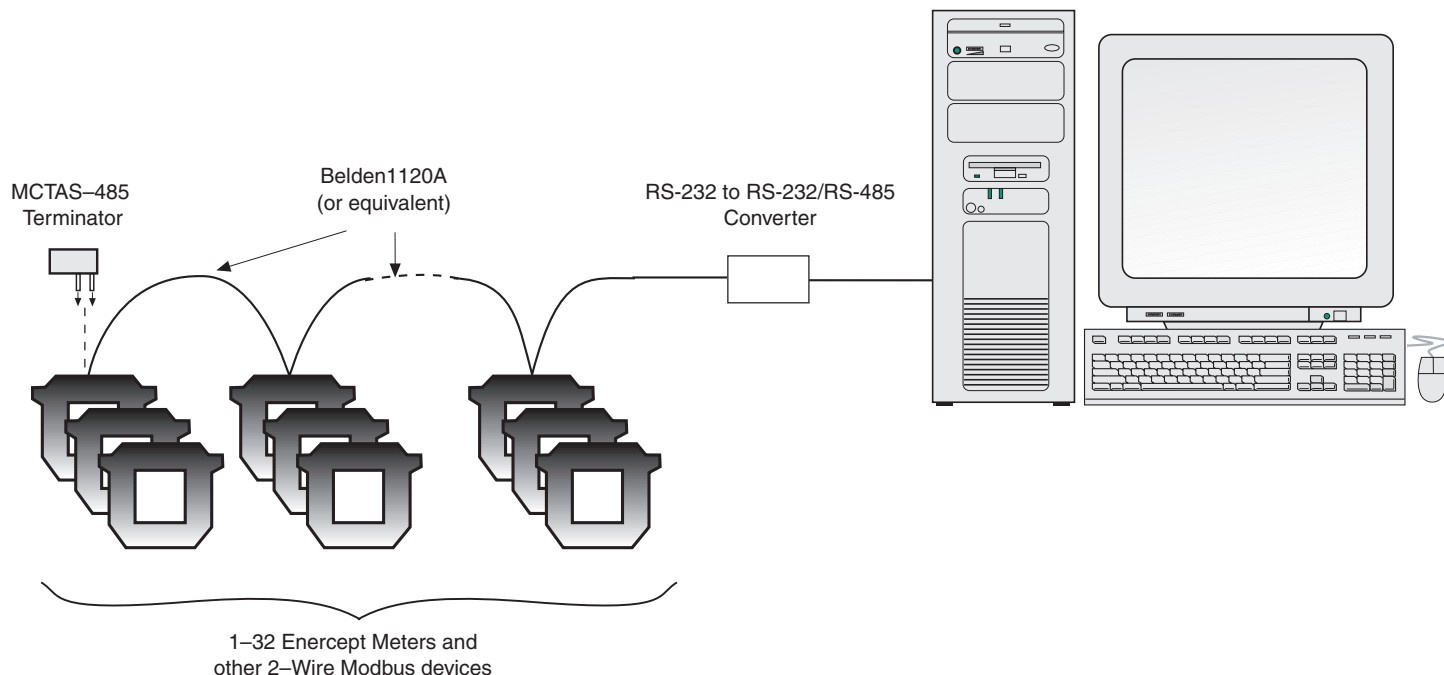 MCTAS–485
Terminator
Belden1120A
(or equivalent)
RS-232 to RS-232/RS-485
Converter
1–32 Enercept Meters and
other 2–Wire Modbus devices